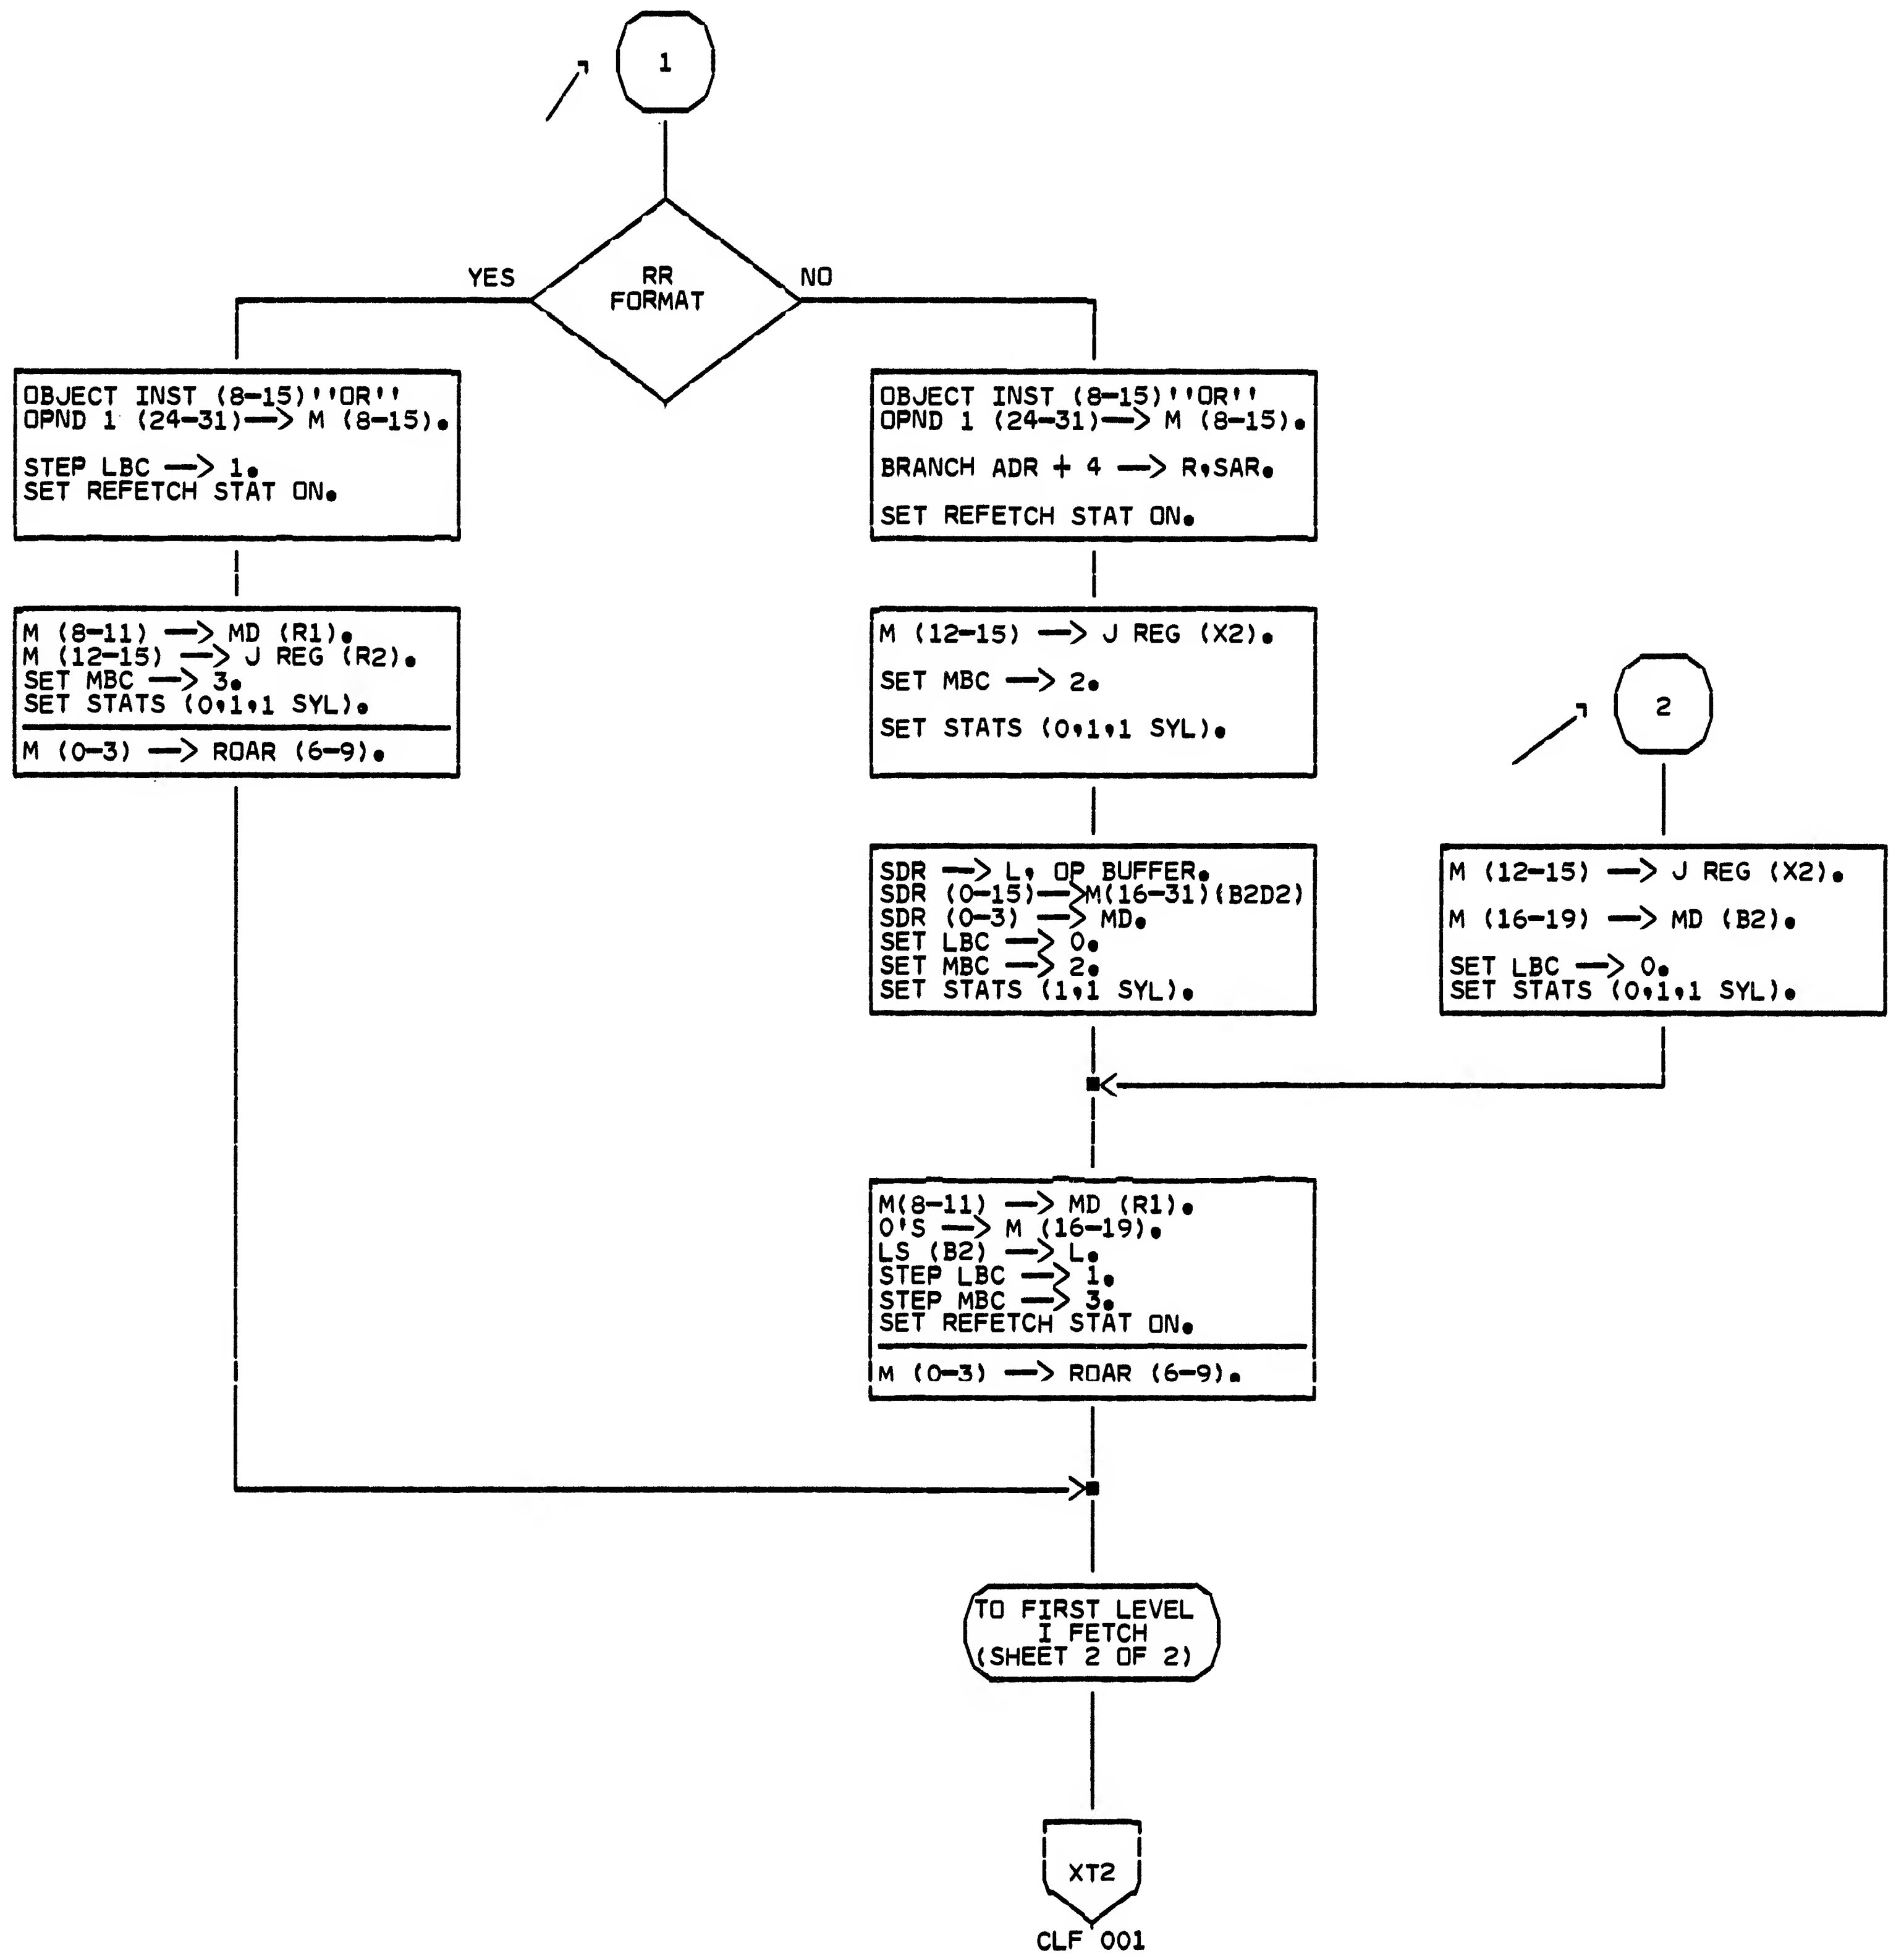 1
RR
FORMAT
YES
NO
OBJECT INST (8-15)''OR''
OPND 1 (24-31)—> M (8-15).
STEP LBC —> 1.
SET REFETCH STAT ON.
M (8-11) —> MD (R1).
M (12-15) —> J REG (R2).
SET MBC —> 3.
SET STATS (0,1,1 SYL).
M (0-3) —> ROAR (6-9).
OBJECT INST (8-15)''OR''
OPND 1 (24-31)—> M (8-15).
BRANCH ADR + 4 —> R,SAR.
SET REFETCH STAT ON.
M (12-15) —> J REG (X2).
SET MBC —> 2.
SET STATS (0,1,1 SYL).
SDR —> L, OP BUFFER.
SDR (0-15)—>M(16-31)(B2D2)
SDR (0-3) —> MD.
SET LBC —> 0.
SET MBC —> 2.
SET STATS (1,1 SYL).
2
M (12-15) —> J REG (X2).
M (16-19) —> MD (B2).
SET LBC —> 0.
SET STATS (0,1,1 SYL).
M(8-11) —> MD (R1).
0'S —> M (16-19).
LS (B2) —> L.
STEP LBC —> 1.
STEP MBC —> 3.
SET REFETCH STAT ON.
M (0-3) —> ROAR (6-9).
TO FIRST LEVEL
I FETCH
(SHEET 2 OF 2)
XT2
CLF 001